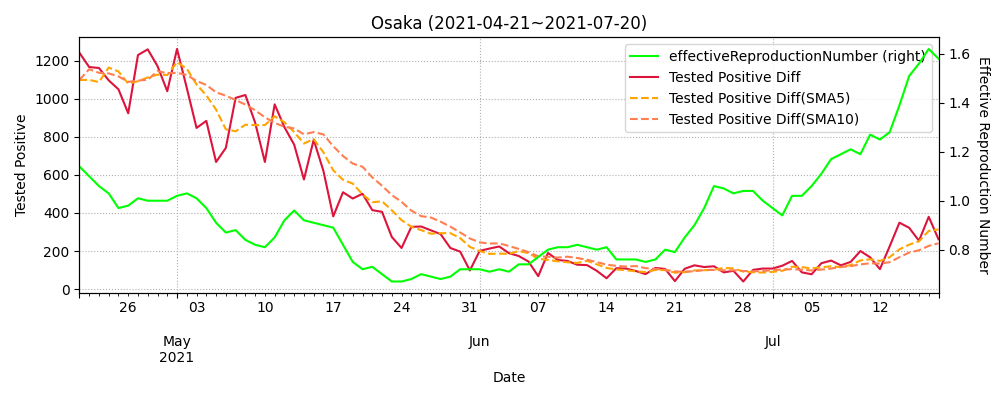 Osaka (2021-04-21~2021-07-20)
Tested Positive
1200
1000
800
600
400
200
0
effectiveReproductionNumber (right)
Tested Positive Diff
Tested Positive Diff(SMA5)
Tested Positive Diff(SMA10)
1.6
1.4
1.2
1.0
0.8
Effective Reproduction Number
26 03 10 17 24 31 07 14 21 28 05 12
May Jun Jul
2021
Date